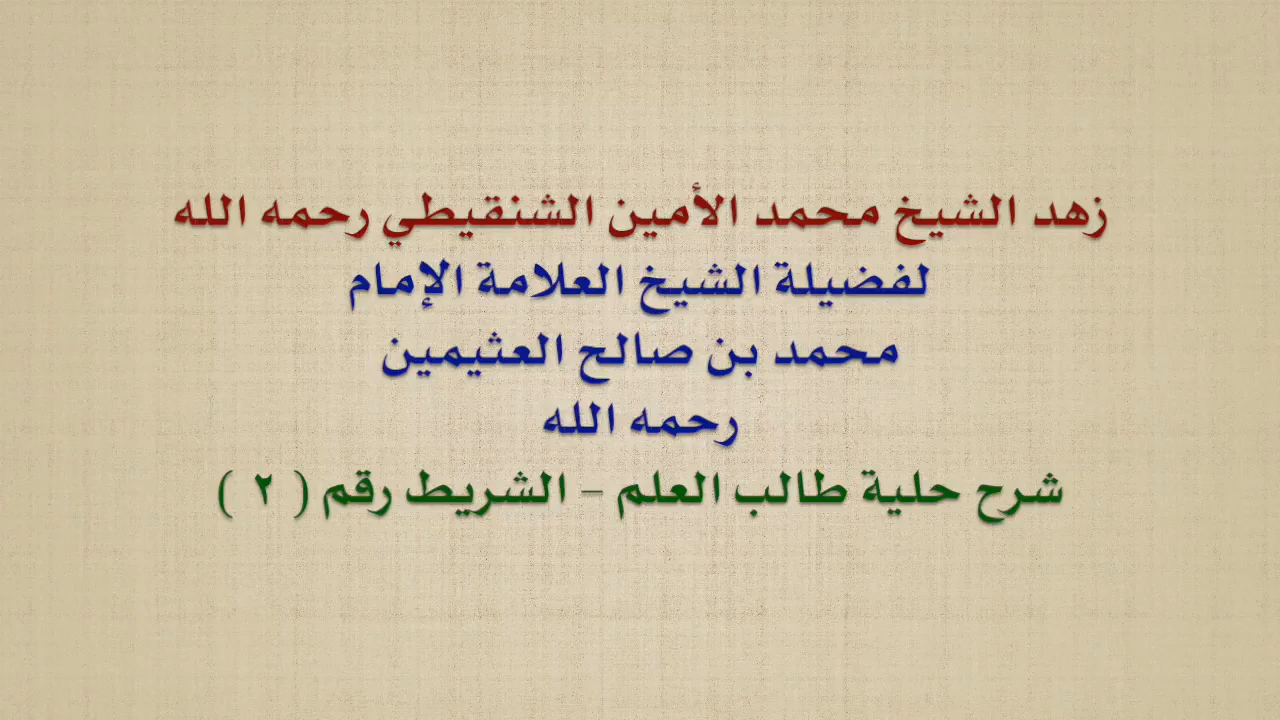 زهد الشيخ محمد الأمين الشنقيطي رحمه الله
لفضيلة الشيخ العلامة الإمام
محمد بن صالح العثيمين
رحمه الله
شرح حلية طالب العلم - الشريط رقم ( ٢ )